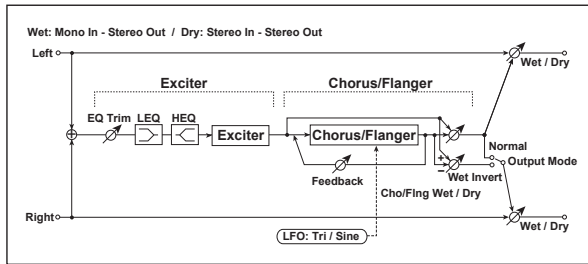 Wet: Mono In - Stereo Out / Dry: Stereo In - Stereo Out
Left
Wet / Dry
Exciter
Chorus/Flanger
EQ Trim
LEQ
HEQ
Exciter
Chorus/Flanger
Normal
Output Mode
+
−
Wet Invert
Feedback
Cho/Flng Wet / Dry
Right
Wet / Dry
LFO: Tri / Sine